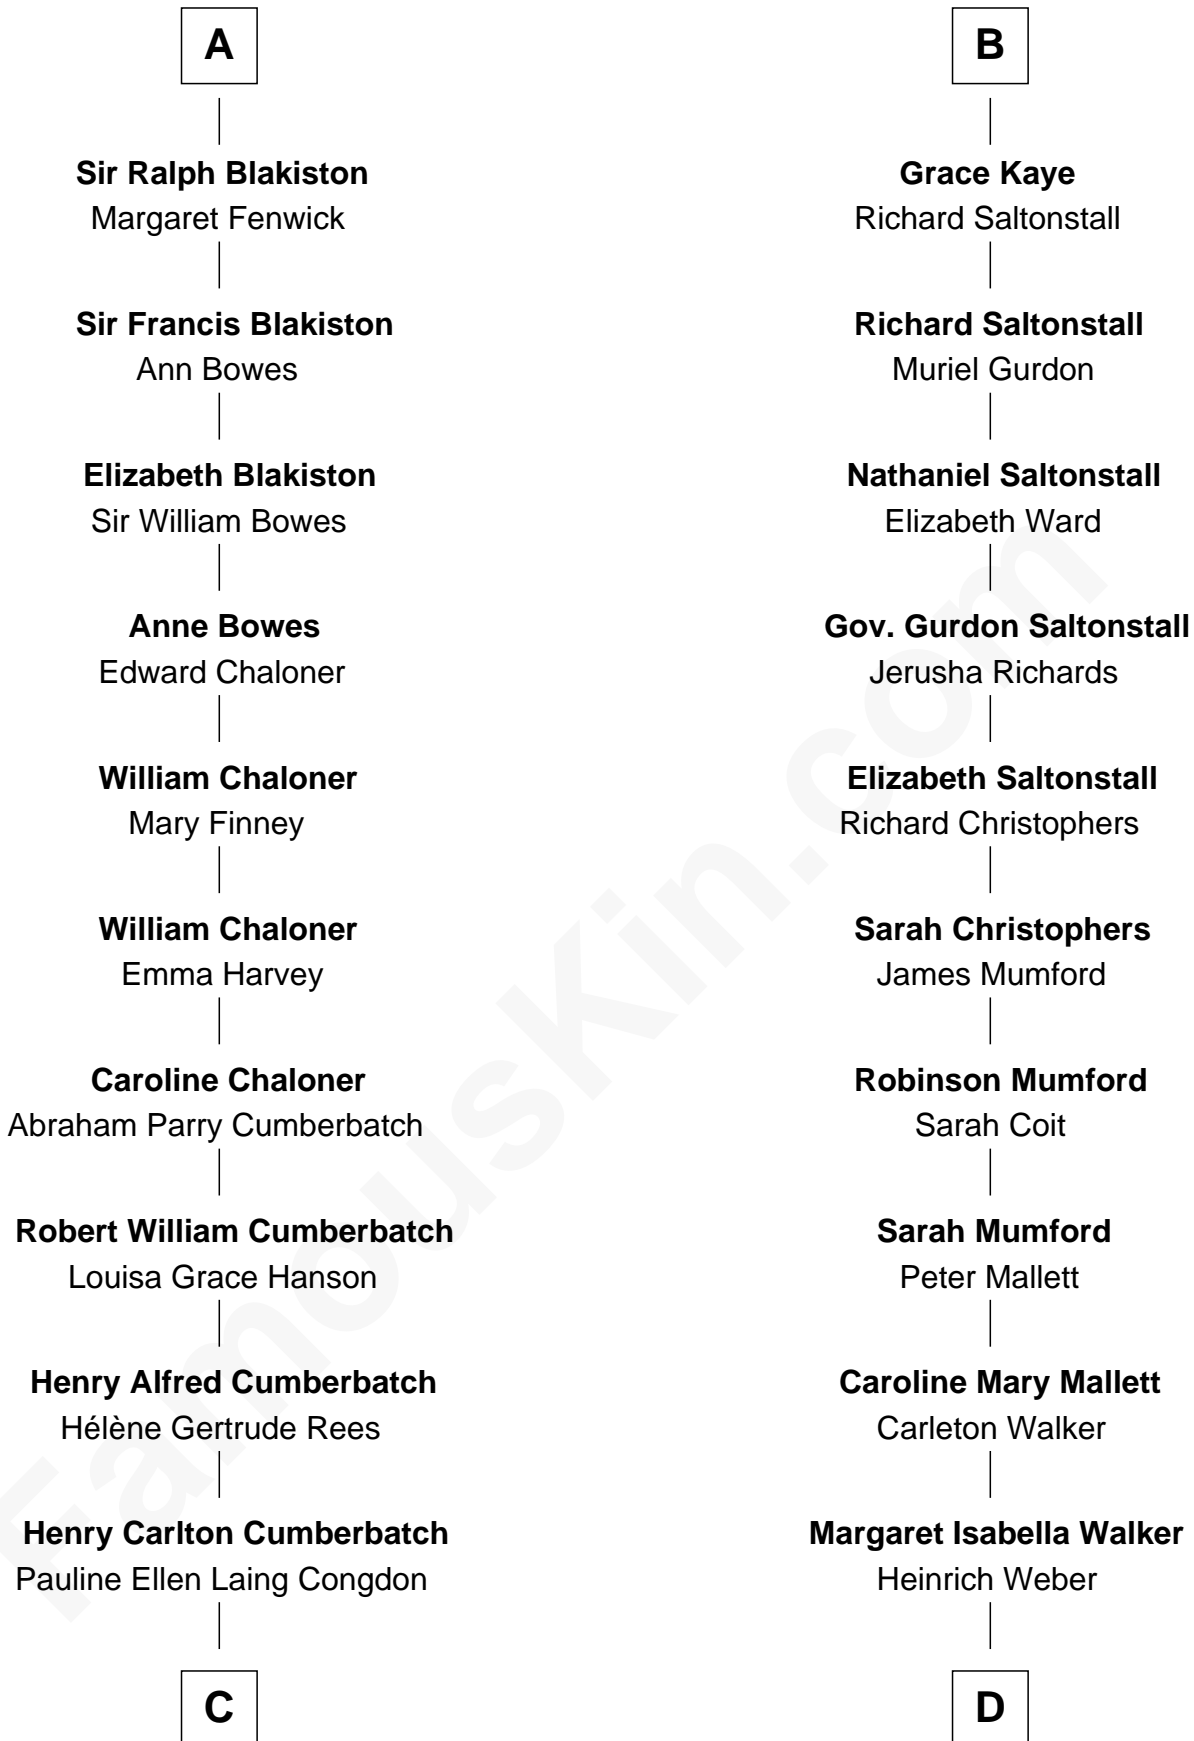 A
Sir Ralph Blakiston
Margaret Fenwick
Sir Francis Blakiston
Ann Bowes
Elizabeth Blakiston
Sir William Bowes
Anne Bowes
Edward Chaloner
William Chaloner
Mary Finney
William Chaloner
Emma Harvey
Caroline Chaloner
Abraham Parry Cumberbatch
Robert William Cumberbatch
Louisa Grace Hanson
Henry Alfred Cumberbatch
Hélène Gertrude Rees
Henry Carlton Cumberbatch
Pauline Ellen Laing Congdon
C
B
Grace Kaye
Richard Saltonstall
Richard Saltonstall
Muriel Gurdon
Nathaniel Saltonstall
Elizabeth Ward
Gov. Gurdon Saltonstall
Jerusha Richards
Elizabeth Saltonstall
Richard Christophers
Sarah Christophers
James Mumford
Robinson Mumford
Sarah Coit
Sarah Mumford
Peter Mallett
Caroline Mary Mallett
Carleton Walker
Margaret Isabella Walker
Heinrich Weber
D
FamousKin.com